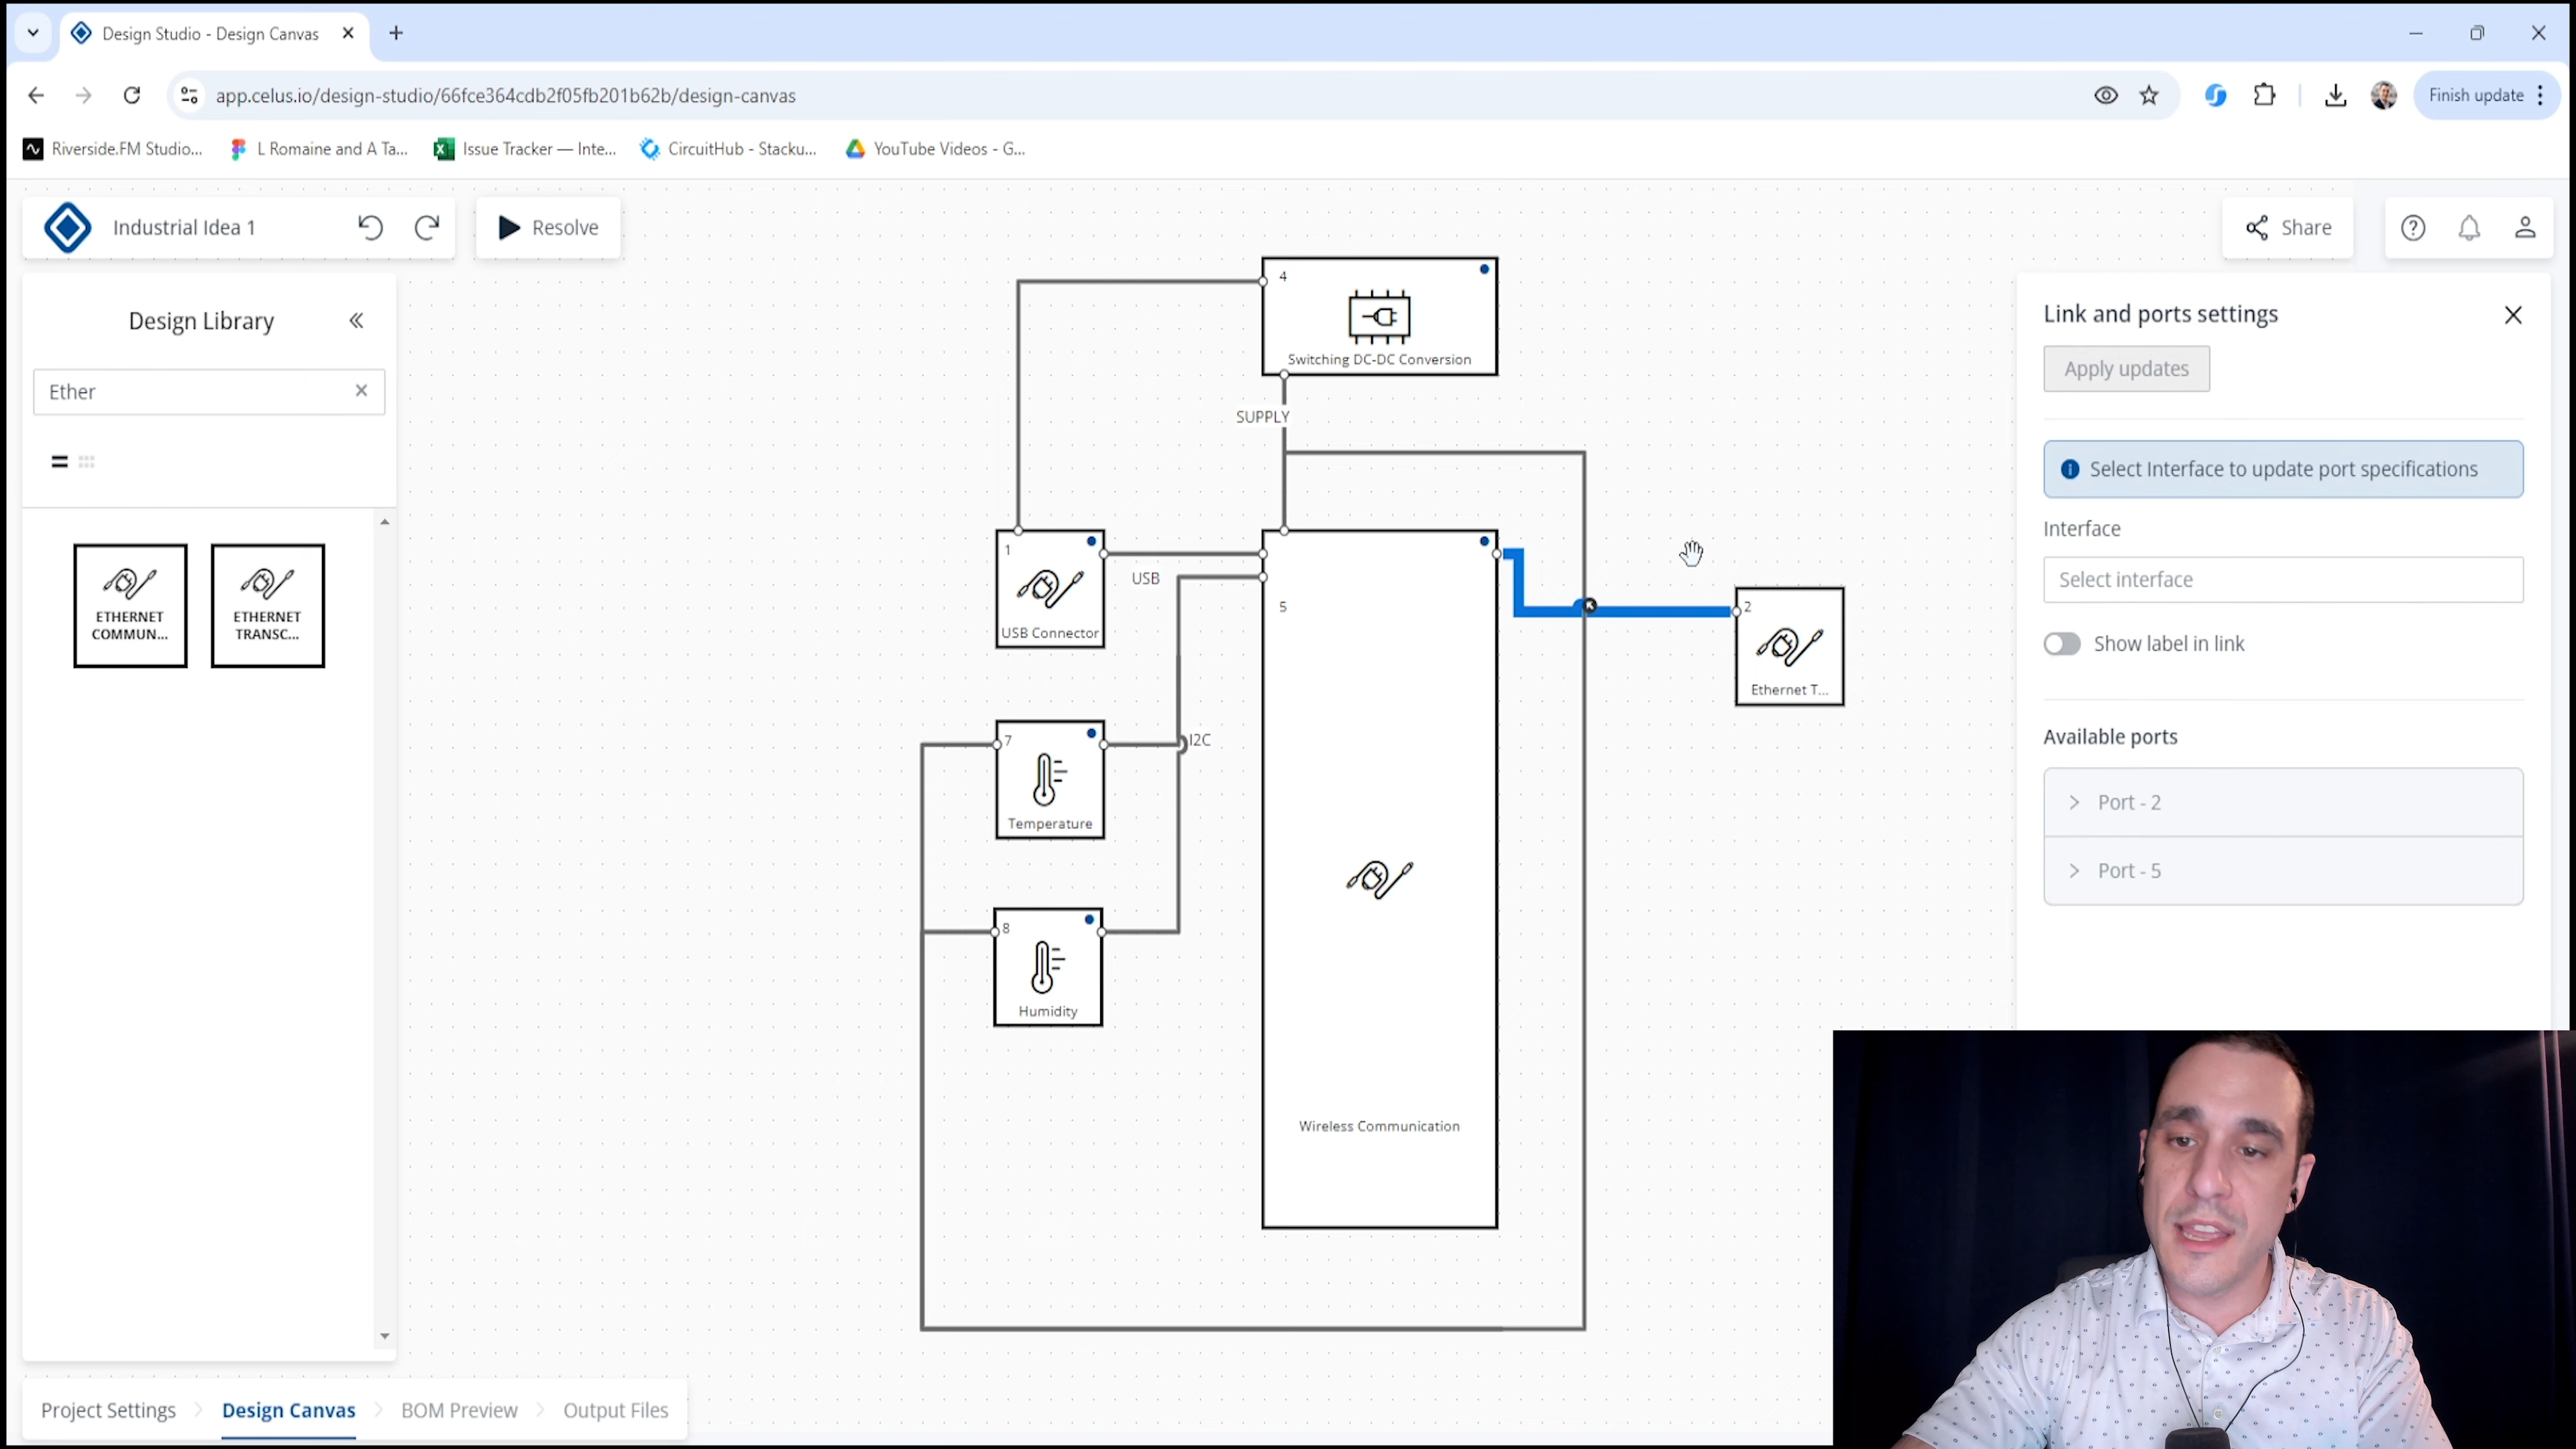 Design Studio - Design Canvas
app.celus.io/design-studio/66fce364cdb2f05fb201b62b/design-canvas
Finish update
Riverside.FM Studio...
L Romaine and A Ta...
Issue Tracker — Inte...
CircuitHub - Stacku...
YouTube Videos - G...
Industrial Idea 1
Resolve
Share
Design Library
Ether
ETHERNET
COMMUN...
ETHERNET
TRANSC...
4
Switching DC-DC Conversion
SUPPLY
1
USB Connector
USB
5
2
Ethernet T...
7
Temperature
I2C
8
Humidity
Wireless Communication
Link and ports settings
Apply updates
Select Interface to update port specifications
Interface
Select interface
Show label in link
Available ports
Port - 2
Port - 5
Project Settings
Design Canvas
BOM Preview
Output Files